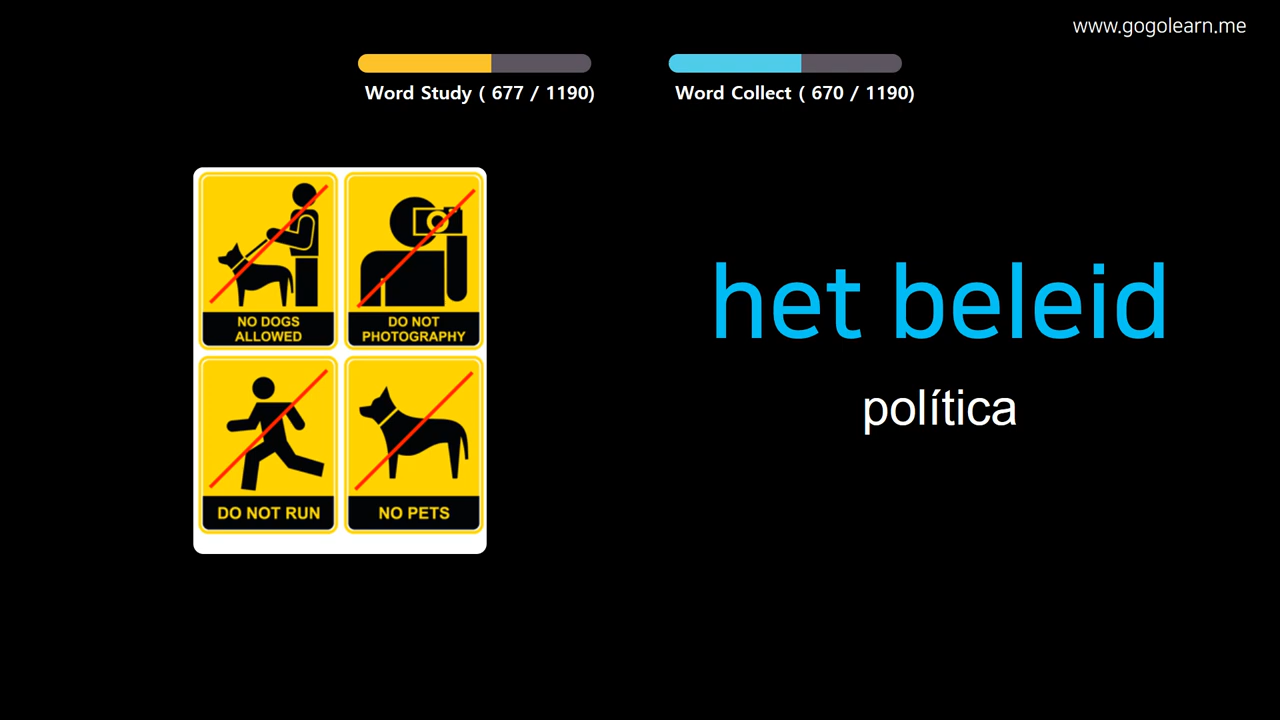 www.gogolearn.me
Word Study ( 677 / 1190)
Word Collect ( 670 / 1190)
NO DOGS
ALLOWED
DO NOT
PHOTOGRAPHY
DO NOT RUN
NO PETS
het beleid
política